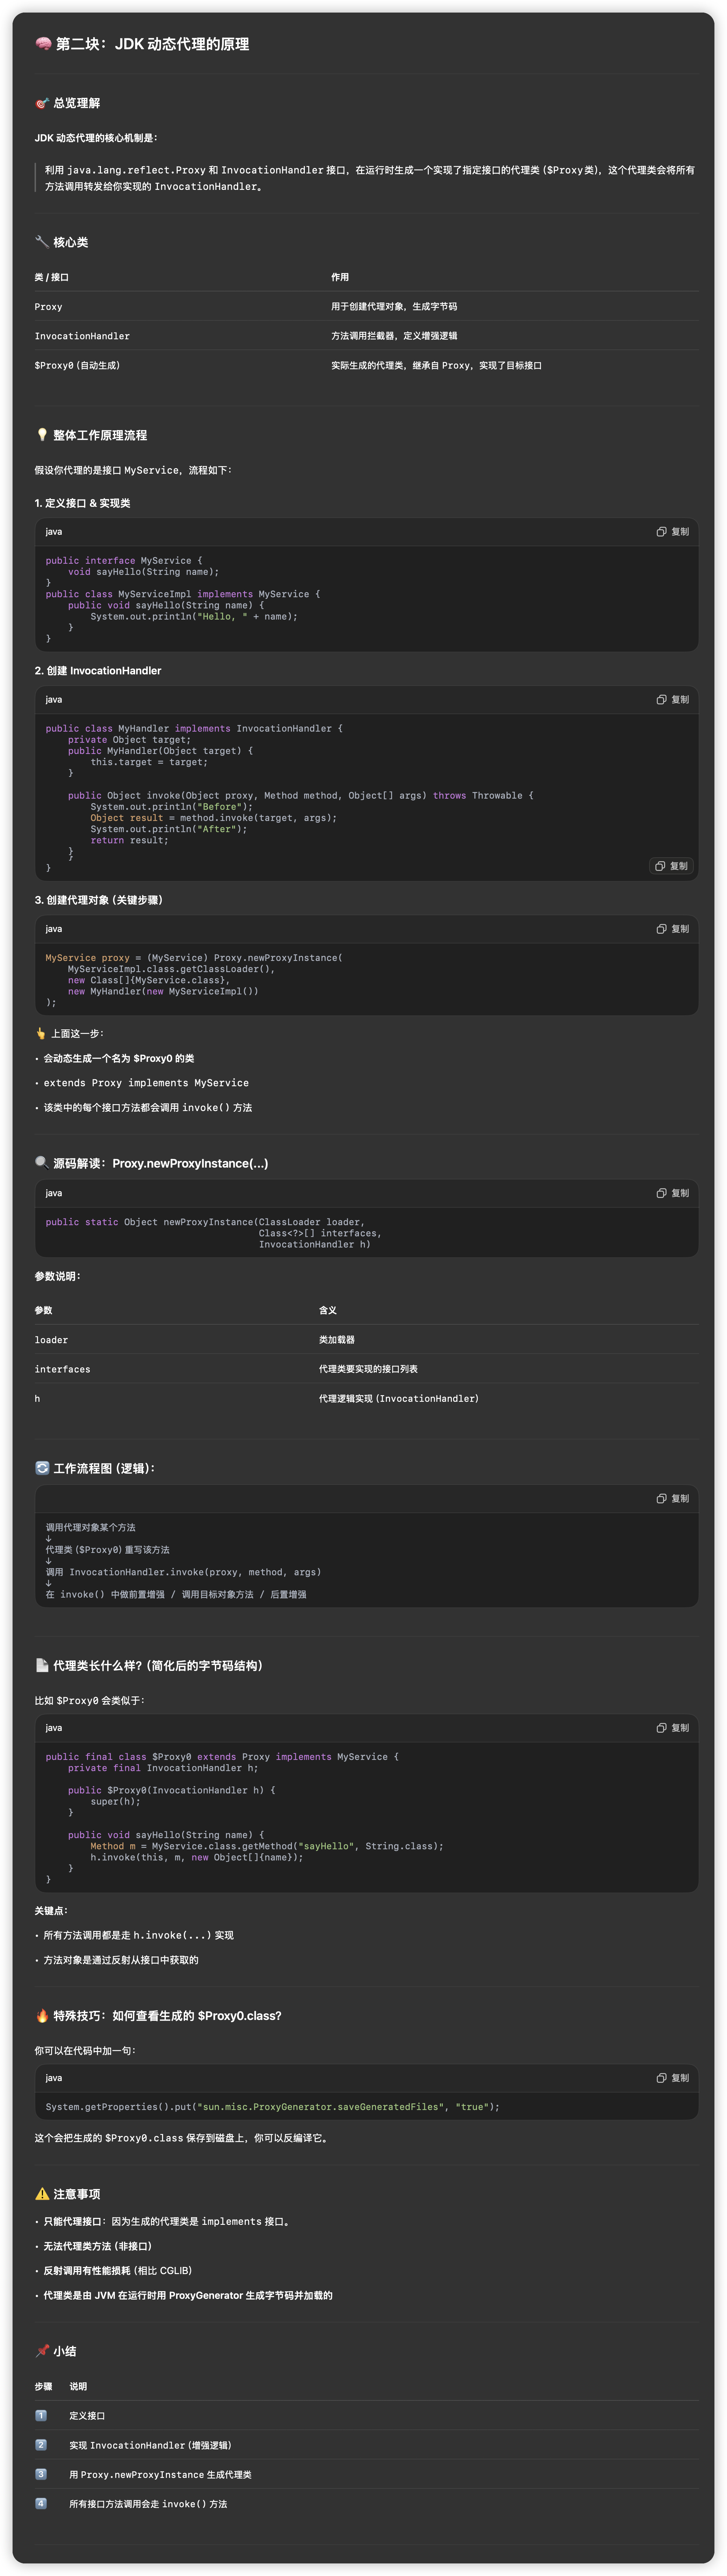 🧠 第二块：JDK 动态代理的原理
🎯 总览理解
JDK 动态代理的核心机制是：
利用 java.lang.reflect.Proxy 和 InvocationHandler 接口，在运行时生成一个实现了指定接口的代理类 ($Proxy类)，这个代理类会将所有
方法调用转发给你实现的 InvocationHandler。
🔧 核心类
类 / 接口 作用
Proxy 用于创建代理对象，生成字节码
InvocationHandler 方法调用拦截器，定义增强逻辑
$Proxy0 (自动生成) 实际生成的代理类，继承自 Proxy，实现了目标接口
💡 整体工作原理流程
假设你代理的是接口 MyService，流程如下：
1. 定义接口 & 实现类
java 复制
public interface MyService {
    void sayHello(String name);
}
public class MyServiceImpl implements MyService {
    public void sayHello(String name) {
        System.out.println("Hello, " + name);
    }
}
2. 创建 InvocationHandler
java 复制
public class MyHandler implements InvocationHandler {
    private Object target;
    public MyHandler(Object target) {
        this.target = target;
    }
    public Object invoke(Object proxy, Method method, Object[] args) throws Throwable {
        System.out.println("Before");
        Object result = method.invoke(target, args);
        System.out.println("After");
        return result;
    }
    }
}
复制
3. 创建代理对象（关键步骤）
java 复制
MyService proxy = (MyService) Proxy.newProxyInstance(
    MyServiceImpl.class.getClassLoader(),
    new Class[]{MyService.class},
    new MyHandler(new MyServiceImpl())
);
👆 上面这一步：
• 会动态生成一个名为 $Proxy0 的类
• extends Proxy implements MyService
• 该类中的每个接口方法都会调用 invoke() 方法
🔍 源码解读：Proxy.newProxyInstance(...)
java 复制
public static Object newProxyInstance(ClassLoader loader,
                                      Class<?>[] interfaces,
                                      InvocationHandler h)
参数说明：
参数 含义
loader 类加载器
interfaces 代理类要实现的接口列表
h 代理逻辑实现 (InvocationHandler)
🔄 工作流程图（逻辑）：
复制
调用代理对象某个方法
↓
代理类 ($Proxy0) 重写该方法
↓
调用 InvocationHandler.invoke(proxy, method, args)
↓
在 invoke() 中做前置增强 / 调用目标对象方法 / 后置增强
📄 代理类长什么样？（简化后的字节码结构）
比如 $Proxy0 会类似于：
java 复制
public final class $Proxy0 extends Proxy implements MyService {
    private final InvocationHandler h;
    public $Proxy0(InvocationHandler h) {
        super(h);
    }
    public void sayHello(String name) {
        Method m = MyService.class.getMethod("sayHello", String.class);
        h.invoke(this, m, new Object[]{name});
    }
}
关键点：
• 所有方法调用都是走 h.invoke(...) 实现
• 方法对象是通过反射从接口中获取的
🔥 特殊技巧：如何查看生成的 $Proxy0.class？
你可以在代码中加一句：
java 复制
System.getProperties().put("sun.misc.ProxyGenerator.saveGeneratedFiles", "true");
这个会把生成的 $Proxy0.class 保存到磁盘上，你可以反编译它。
⚠️ 注意事项
• 只能代理接口：因为生成的代理类是 implements 接口。
• 无法代理类方法（非接口）
• 反射调用有性能损耗（相比 CGLIB）
• 代理类是由 JVM 在运行时用 ProxyGenerator 生成字节码并加载的
📌 小结
步骤 说明
1️⃣ 定义接口
2️⃣ 实现 InvocationHandler (增强逻辑)
3️⃣ 用 Proxy.newProxyInstance 生成代理类
4️⃣ 所有接口方法调用会走 invoke() 方法